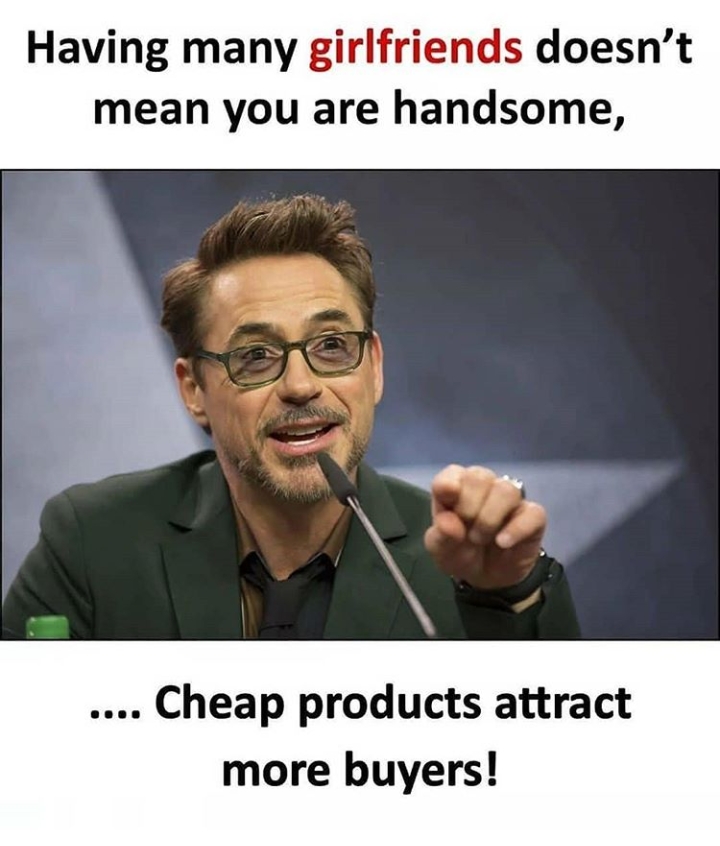 Having many girlfriends doesn’t
mean you are handsome,
.... Cheap products attract
more buyers!